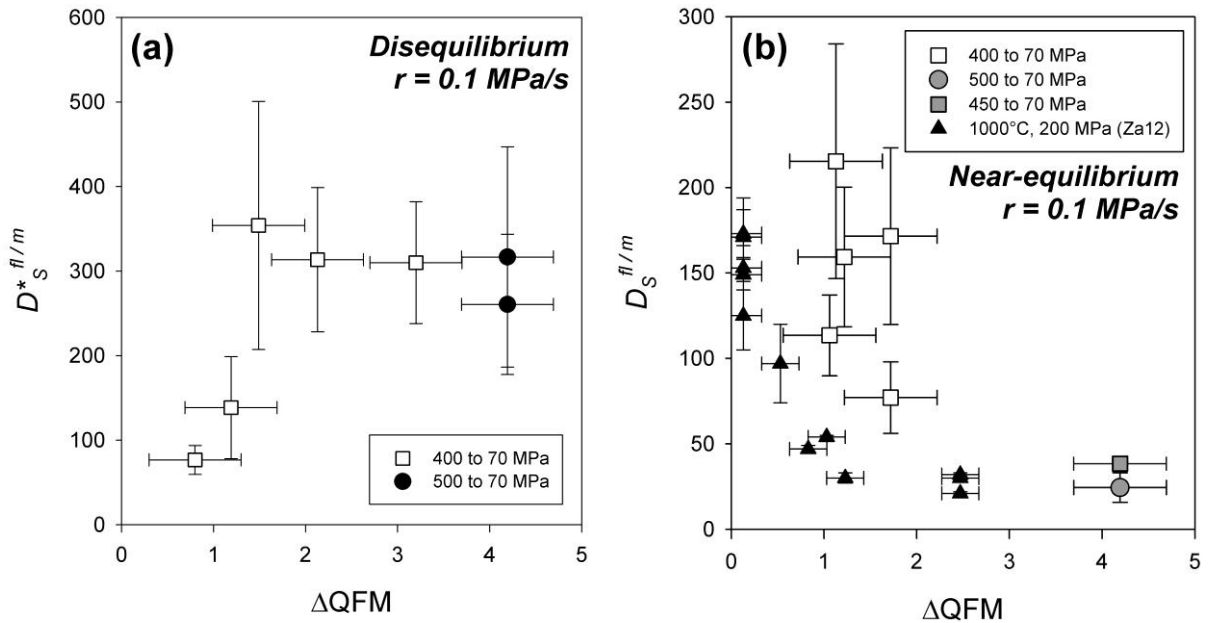 (a)
Disequilibrium
r = 0.1 MPa/s
600
500
400
300
200
100
0
D*S fl / m
400 to 70 MPa
500 to 70 MPa
0 1 2 3 4 5
ΔQFM
(b)
400 to 70 MPa
500 to 70 MPa
450 to 70 MPa
1000°C, 200 MPa (Za12)
Near-equilibrium
r = 0.1 MPa/s
300
250
200
150
100
50
0
DS fl / m
0 1 2 3 4 5
ΔQFM